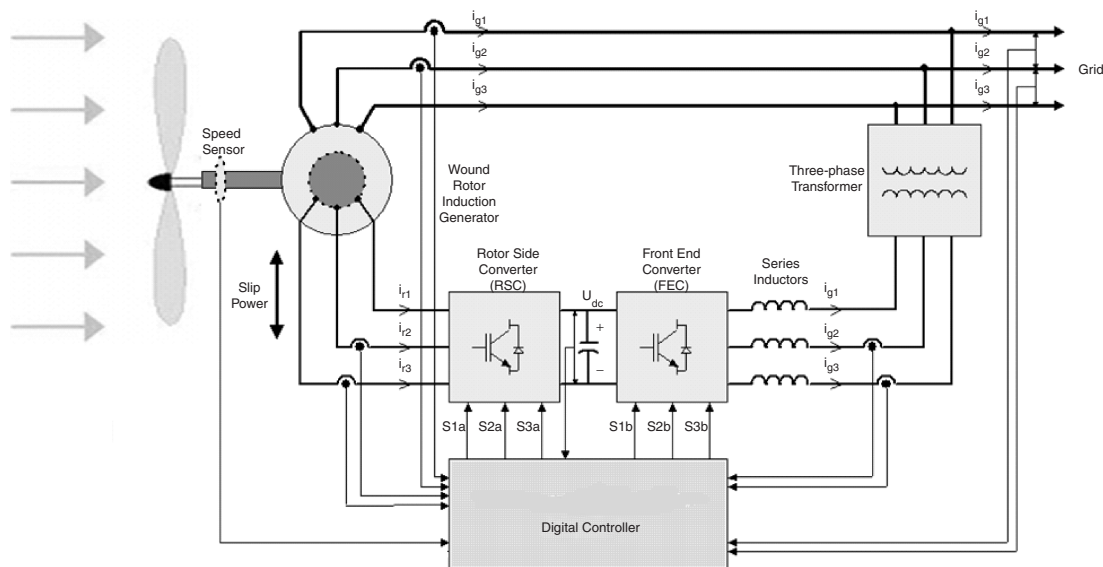 i_g1
i_g1
i_g2
i_g2
Grid
i_g3
i_g3
Speed
Sensor
Wound
Rotor
Induction
Generator
Three-phase
Transformer
Slip
Power
Rotor Side
Converter
(RSC)
Front End
Converter
(FEC)
Series
Inductors
i_r1
U_dc
i_g1
+
i_r2
i_g2
−
i_r3
i_g3
S1a
S2a
S3a
S1b
S2b
S3b
Digital Controller